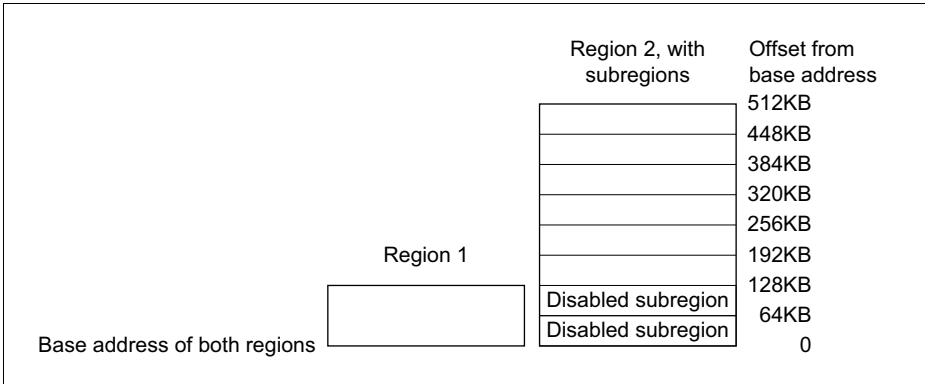 Region 2, with
subregions
Offset from
base address
512KB
448KB
384KB
320KB
256KB
Region 1
192KB
128KB
Disabled subregion
64KB
Disabled subregion
Base address of both regions
0